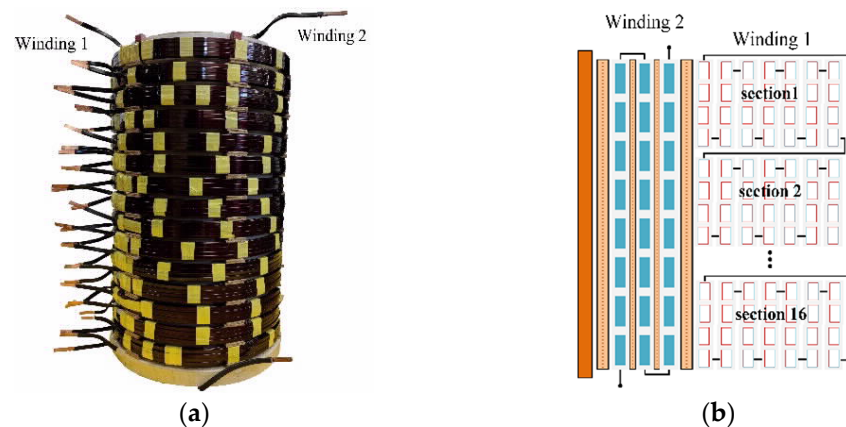 Winding 1
Winding 2
(a)
Winding 2
Winding 1
section1
section 2
section 16
(b)